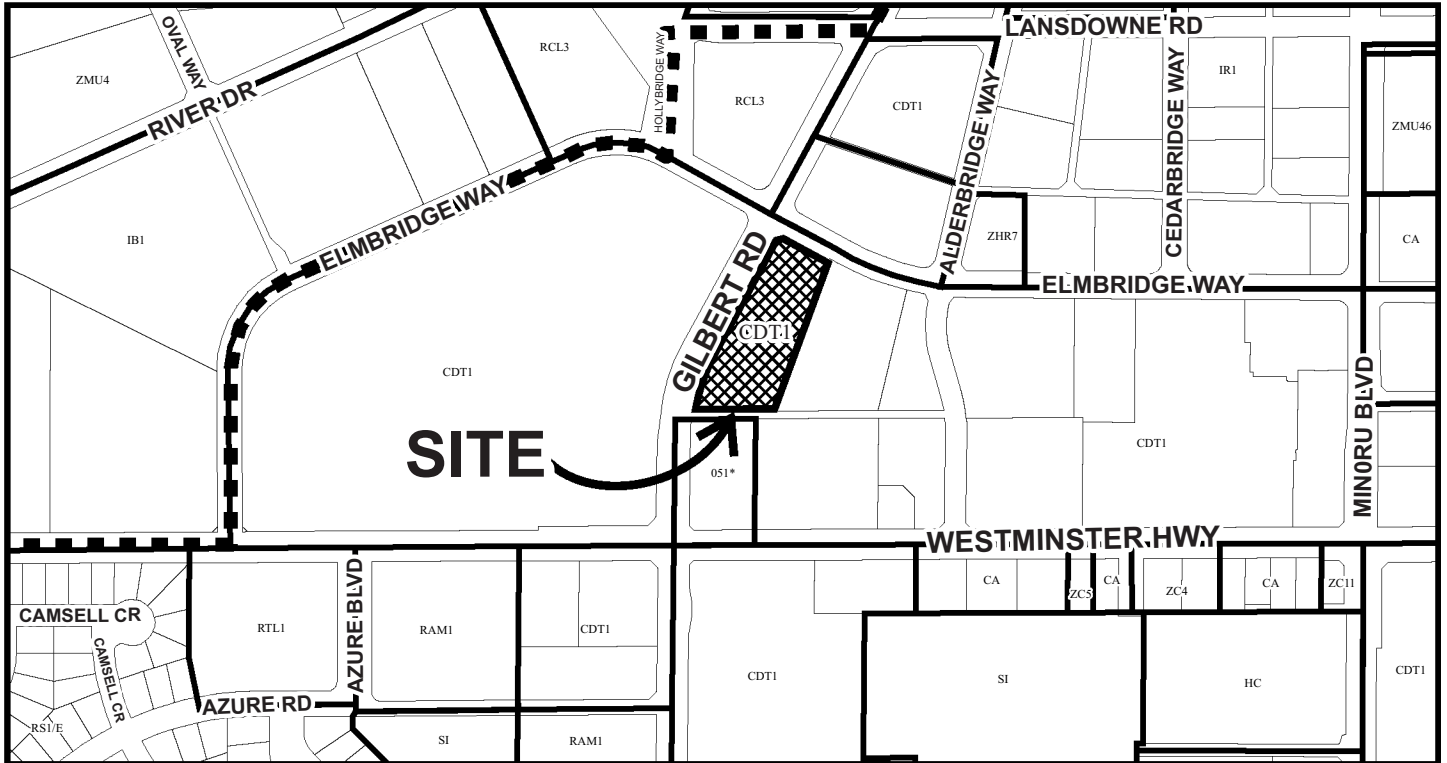 OVAL WAY
RCL3
HOLLYBRIDGE WAY
LANSDOWNE RD
ZMU4
RIVER DR
RCL3
CDT1
ALDERBRIDGE WAY
CEDARBRIDGE WAY
IR1
ZMU46
ELMBRIDGE WAY
IB1
GILBERT RD
ZHR7
CA
ELMBRIDGE WAY
CDT1
CDT1
MIN0RU BLVD
SITE
051*
CDT1
WESTMINSTER HWY
CAMSELL CR
CAMSELL CR
RTL1
AZURE BLVD
RAM1
CDT1
CA
ZC5
CA
ZC4
CA
ZC11
CDT1
SI
HC
CDT1
AZURE RD
RS1/E
SI
RAM1